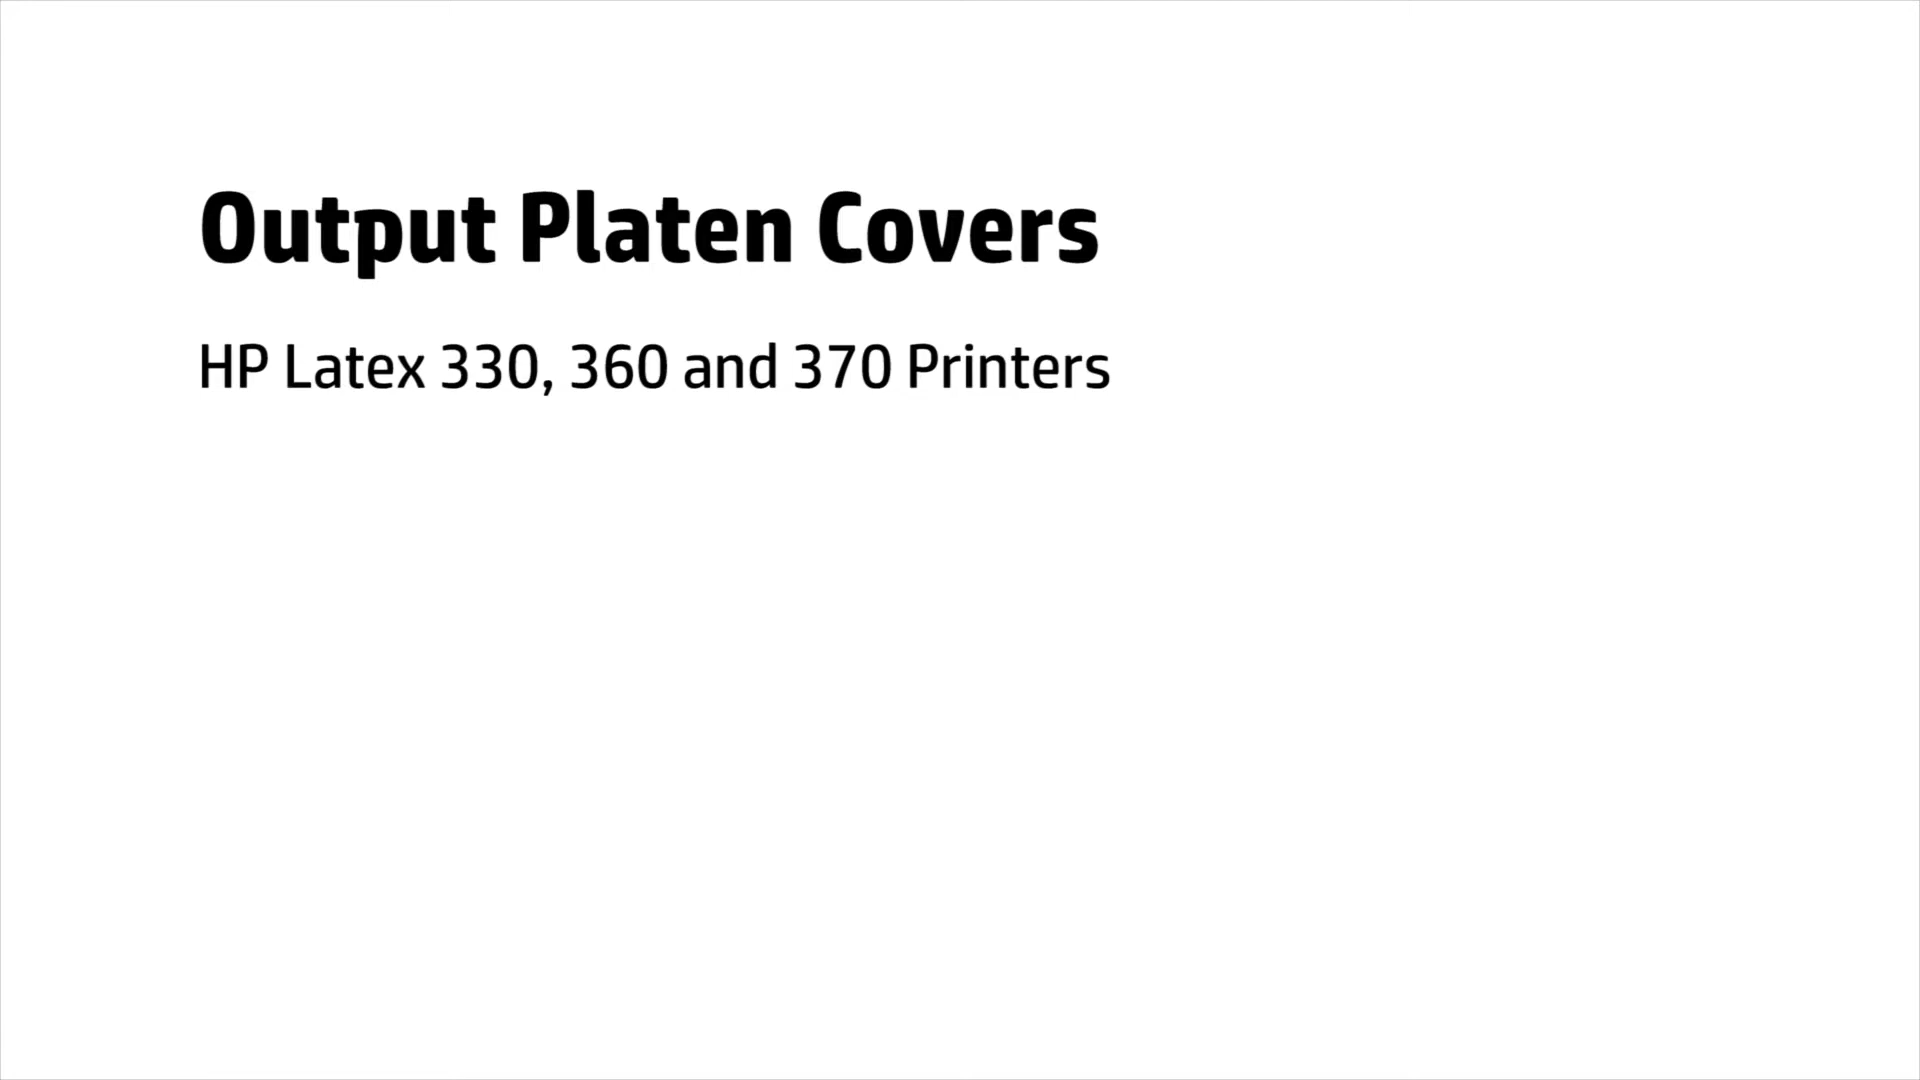 Output Platen Covers
HP Latex 330, 360 and 370 Printers